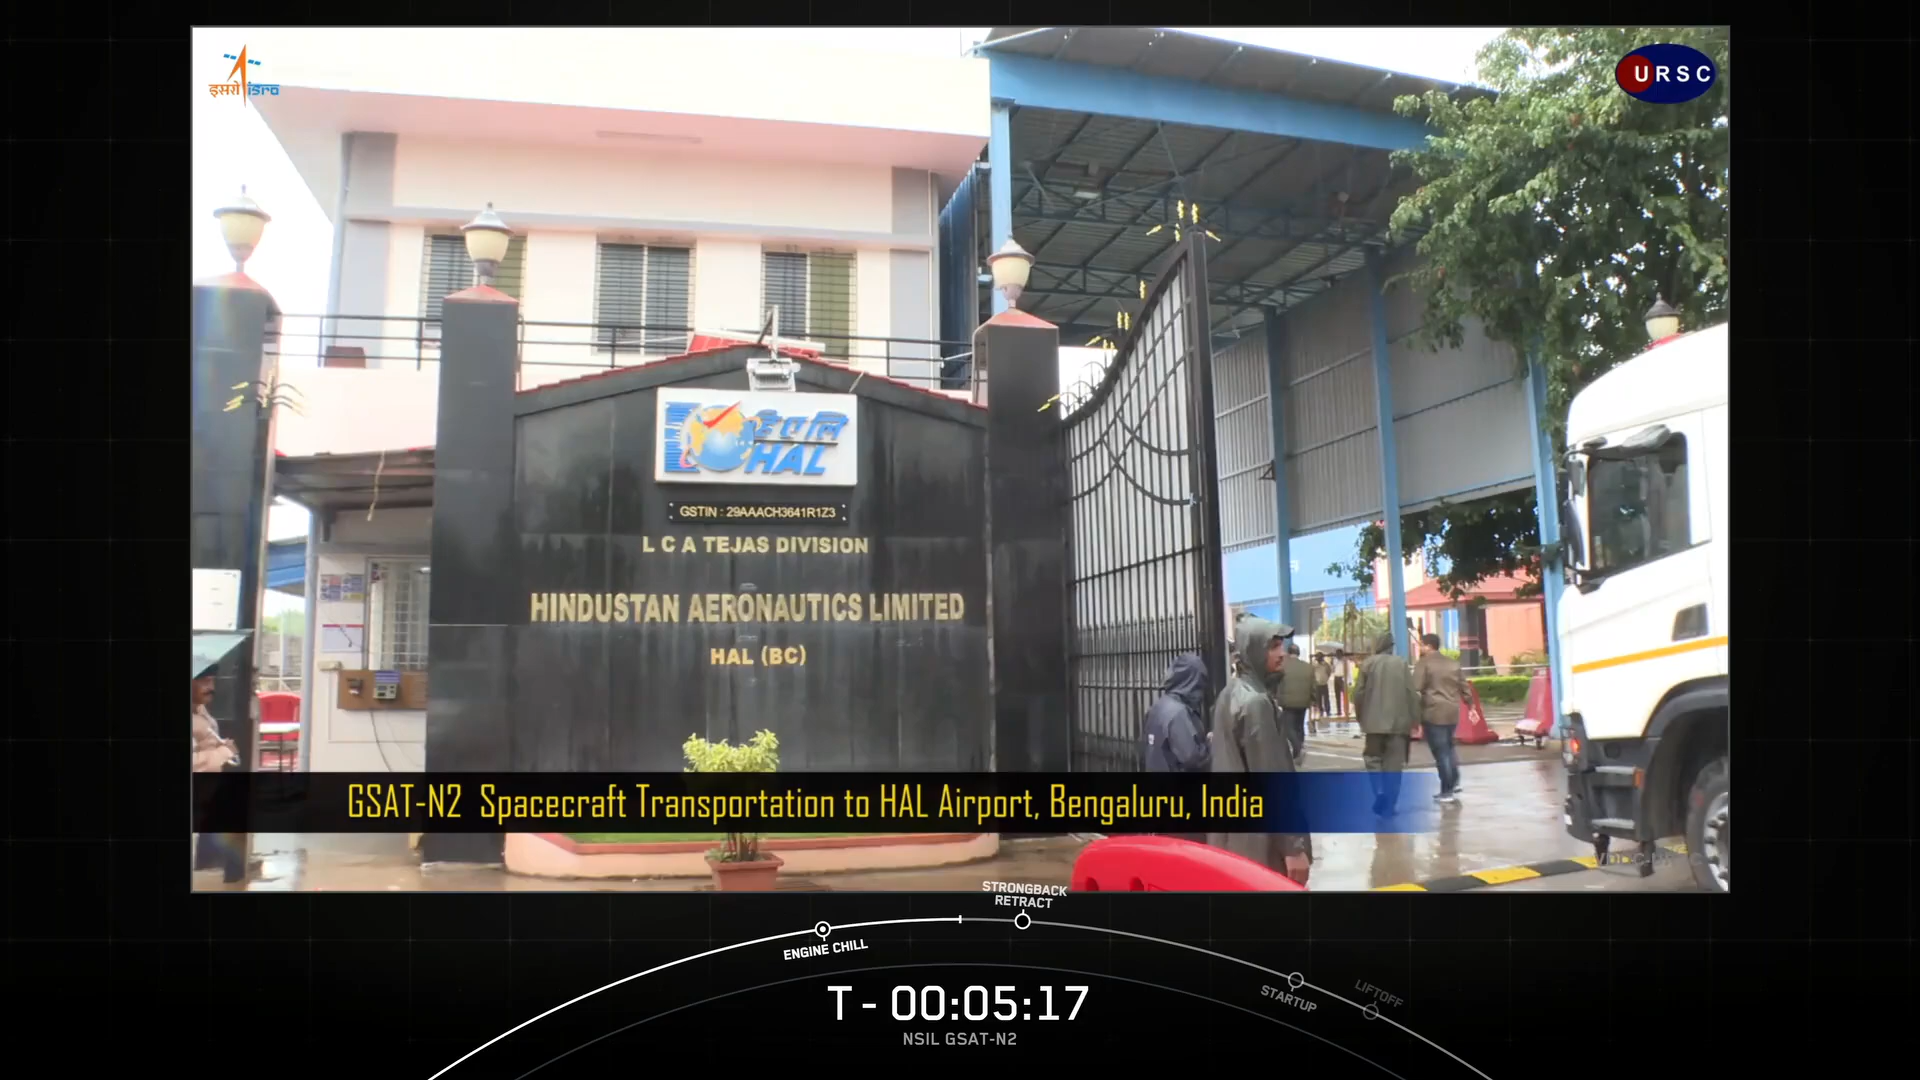 इसरो isro
URSC
एचएएल
HAL
GSTIN : 29AAACH3641R1Z3
L C A TEJAS DIVISION
HINDUSTAN AERONAUTICS LIMITED
HAL (BC)
GSAT-N2 Spacecraft Transportation to HAL Airport, Bengaluru, India
STRONGBACK
RETRACT
ENGINE CHILL
STARTUP
LIFTOFF
T - 00:05:17
NSIL GSAT-N2